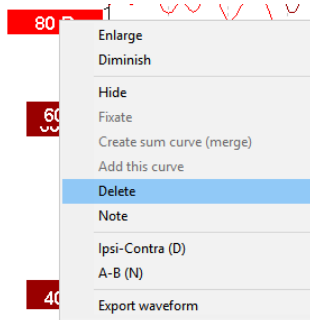 80
Enlarge
Diminish
Hide
60
Fixate
Create sum curve (merge)
Add this curve
Delete
Note
Ipsi-Contra (D)
A-B (N)
40
Export waveform